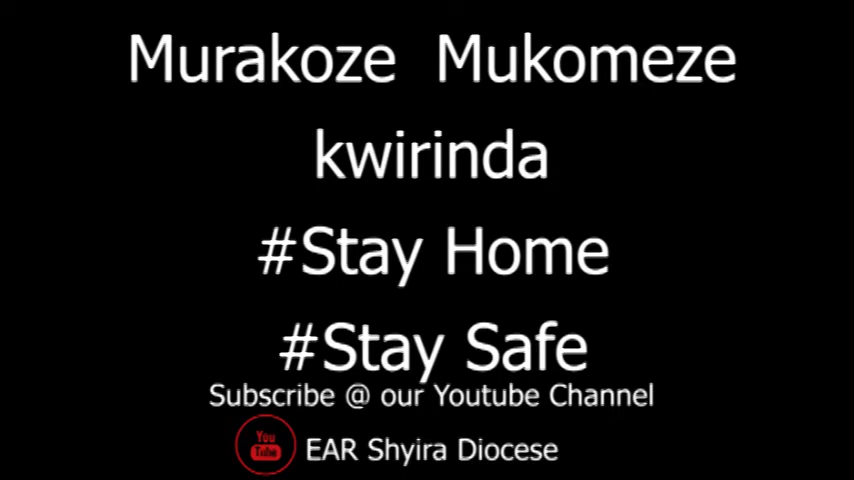 Murakoze Mukomeze
kwirinda
#Stay Home
#Stay Safe
Subscribe @ our Youtube Channel
You
Tube
EAR Shyira Diocese